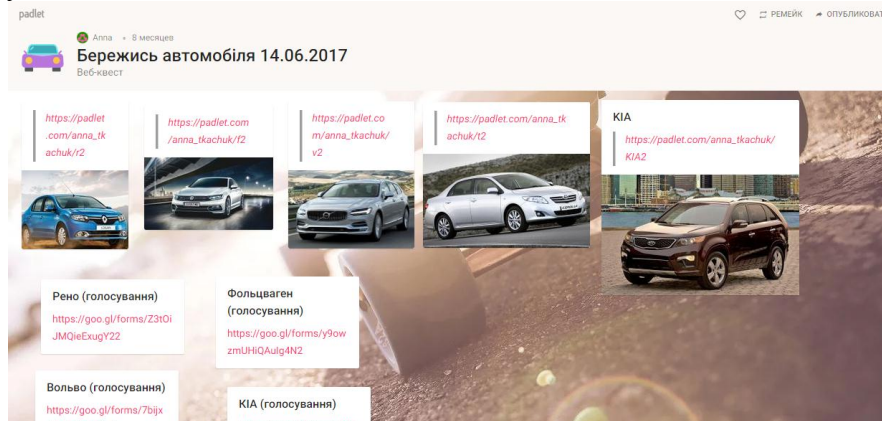 padlet
РЕМЕЙК
ОПУБЛИКОВАТ
Anna • 8 месяцев
Бережись автомобіля 14.06.2017
Веб-квест
https://padlet
.com/anna_tk
achuk/r2
https://padlet.com
/anna_tkachuk/f2
https://padlet.co
m/anna_tkachuk/
v2
https://padlet.com/anna_tk
achuk/t2
KIA
https://padlet.com/anna_tkachuk/
KIA2
Рено (голосування)
https://goo.gl/forms/Z3tOi
JMQieExugY22
Фольцваген
(голосування)
https://goo.gl/forms/y9ow
zmUHiQAuIg4N2
Вольво (голосування)
https://goo.gl/forms/7bijx
КІА (голосування)